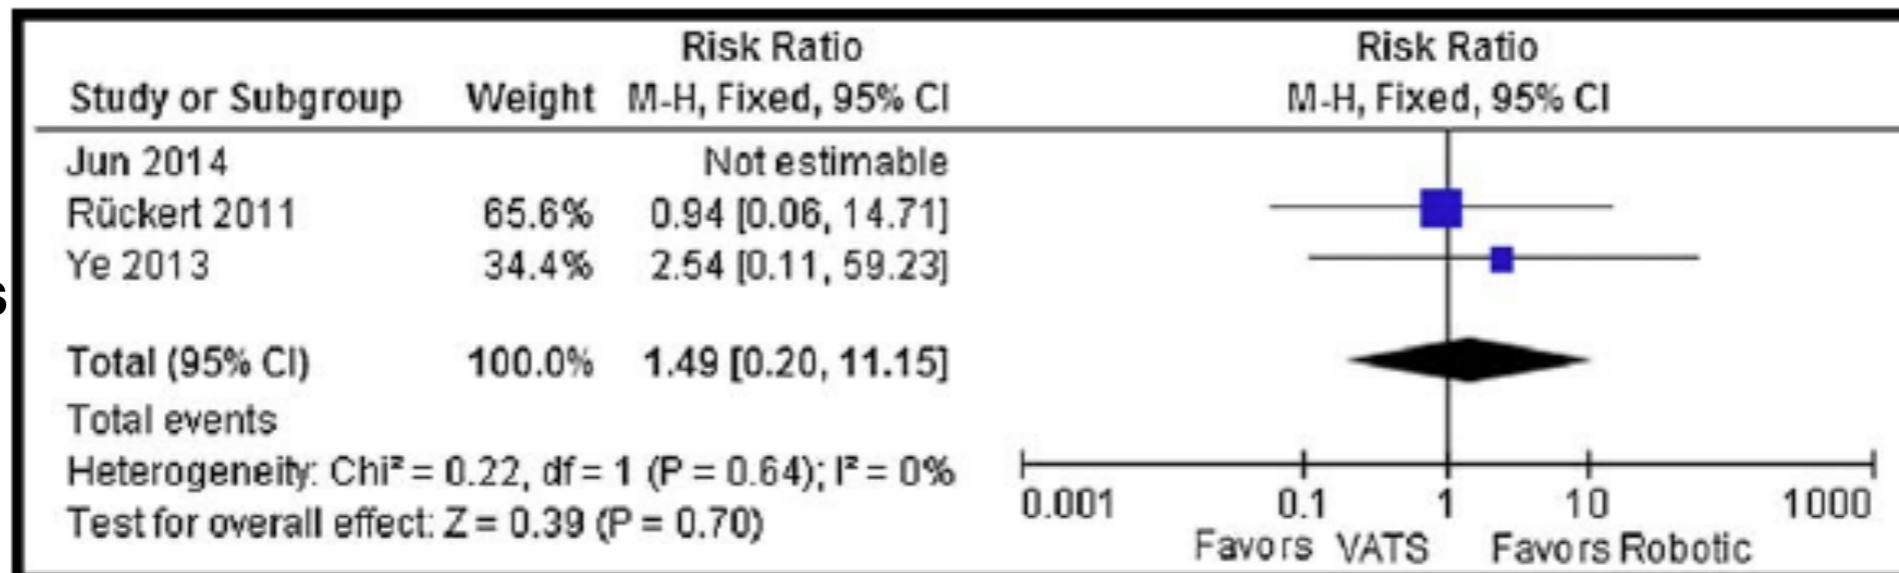 Risk Ratio Risk Ratio
Study or Subgroup Weight M-H, Fixed, 95% CI M-H, Fixed, 95% CI
Jun 2014 Not estimable
Rückert 2011 65.6% 0.94 [0.06, 14.71]
Ye 2013 34.4% 2.54 [0.11, 59.23]
s
Total (95% CI) 100.0% 1.49 [0.20, 11.15]
Total events
Heterogeneity: Chi² = 0.22, df = 1 (P = 0.64); I² = 0%
Test for overall effect: Z = 0.39 (P = 0.70)
0.001 0.1 1 10 1000
Favors VATS Favors Robotic